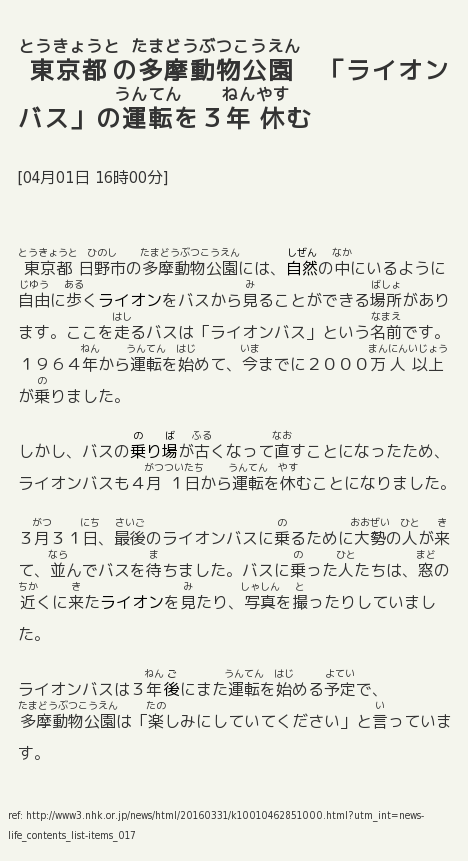 とうきょうと たまどうぶつこうえん
東京都の多摩動物公園 「ライオン
うんてん ねんやす
バス」の運転を３年休む
[04月01日 16時00分]
とうきょうと ひのし たまどうぶつこうえん しぜん なか
東京都日野市の多摩動物公園には、自然の中にいるように
じゆう ある み ばしょ
自由に歩くライオンをバスから見ることができる場所があり
はし なまえ
ます。ここを走るバスは「ライオンバス」という名前です。
ねん うんてん はじ いま まんにんいじょう
１９６４年から運転を始めて、今までに２０００万人以上
の
が乗りました。
の ば ふる なお
しかし、バスの乗り場が古くなって直すことになったため、
がつついたち うんてん やす
ライオンバスも４月１日から運転を休むことになりました。
がつ にち さいご の おおぜい ひと き
３月３１日、最後のライオンバスに乗るために大勢の人が来
なら ま の ひと まど
て、並んでバスを待ちました。バスに乗った人たちは、窓の
ちか き み しゃしん と
近くに来たライオンを見たり、写真を撮ったりしていまし
た。
ねんご うんてん はじ よてい
ライオンバスは３年後にまた運転を始める予定で、
たまどうぶつこうえん たの い
多摩動物公園は「楽しみにしていてください」と言っていま
す。
ref: http://www3.nhk.or.jp/news/html/20160331/k10010462851000.html?utm_int=news-
life_contents_list-items_017